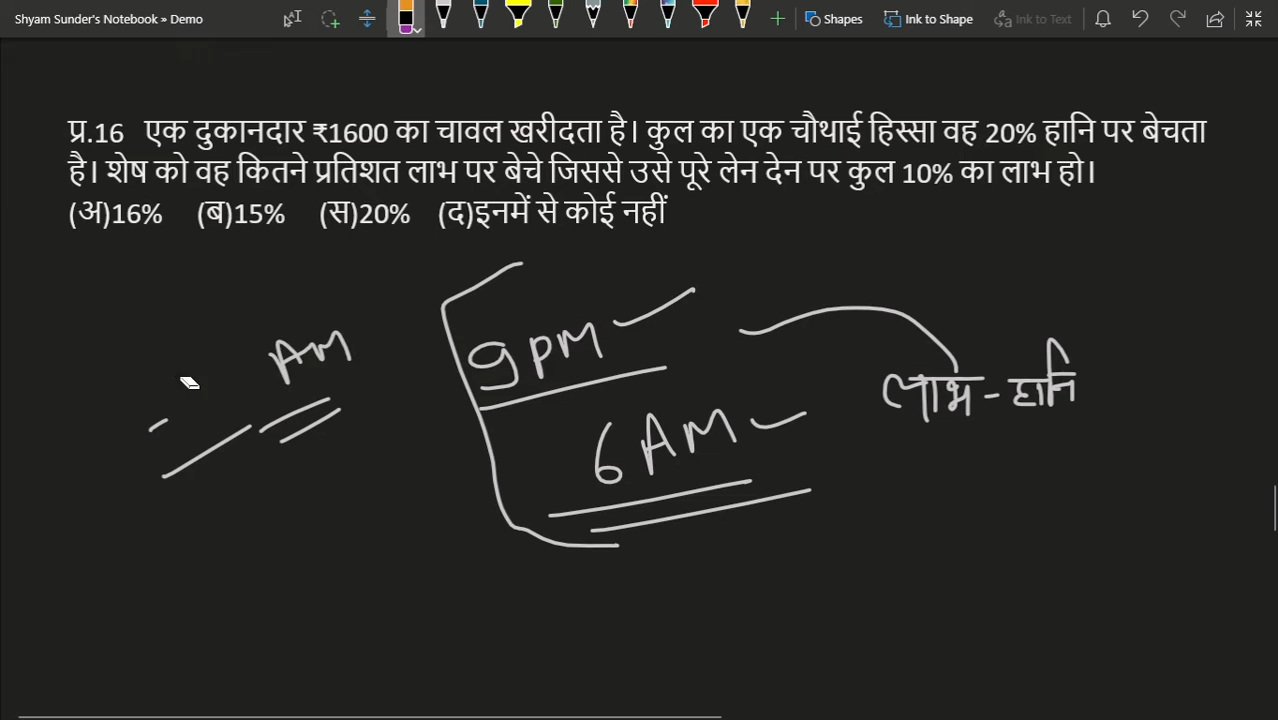 Shyam Sunder's Notebook » Demo
Shapes
Ink to Shape
Ink to Text
प्र.16 एक दुकानदार ₹1600 का चावल खरीदता है। कुल का एक चौथाई हिस्सा वह 20% हानि पर बेचता
है। शेष को वह कितने प्रतिशत लाभ पर बेचे जिससे उसे पूरे लेन देन पर कुल 10% का लाभ हो।
(अ)16% (ब)15% (स)20% (द)इनमें से कोई नहीं
AM
9PM
6 AM
लाभ - हानि